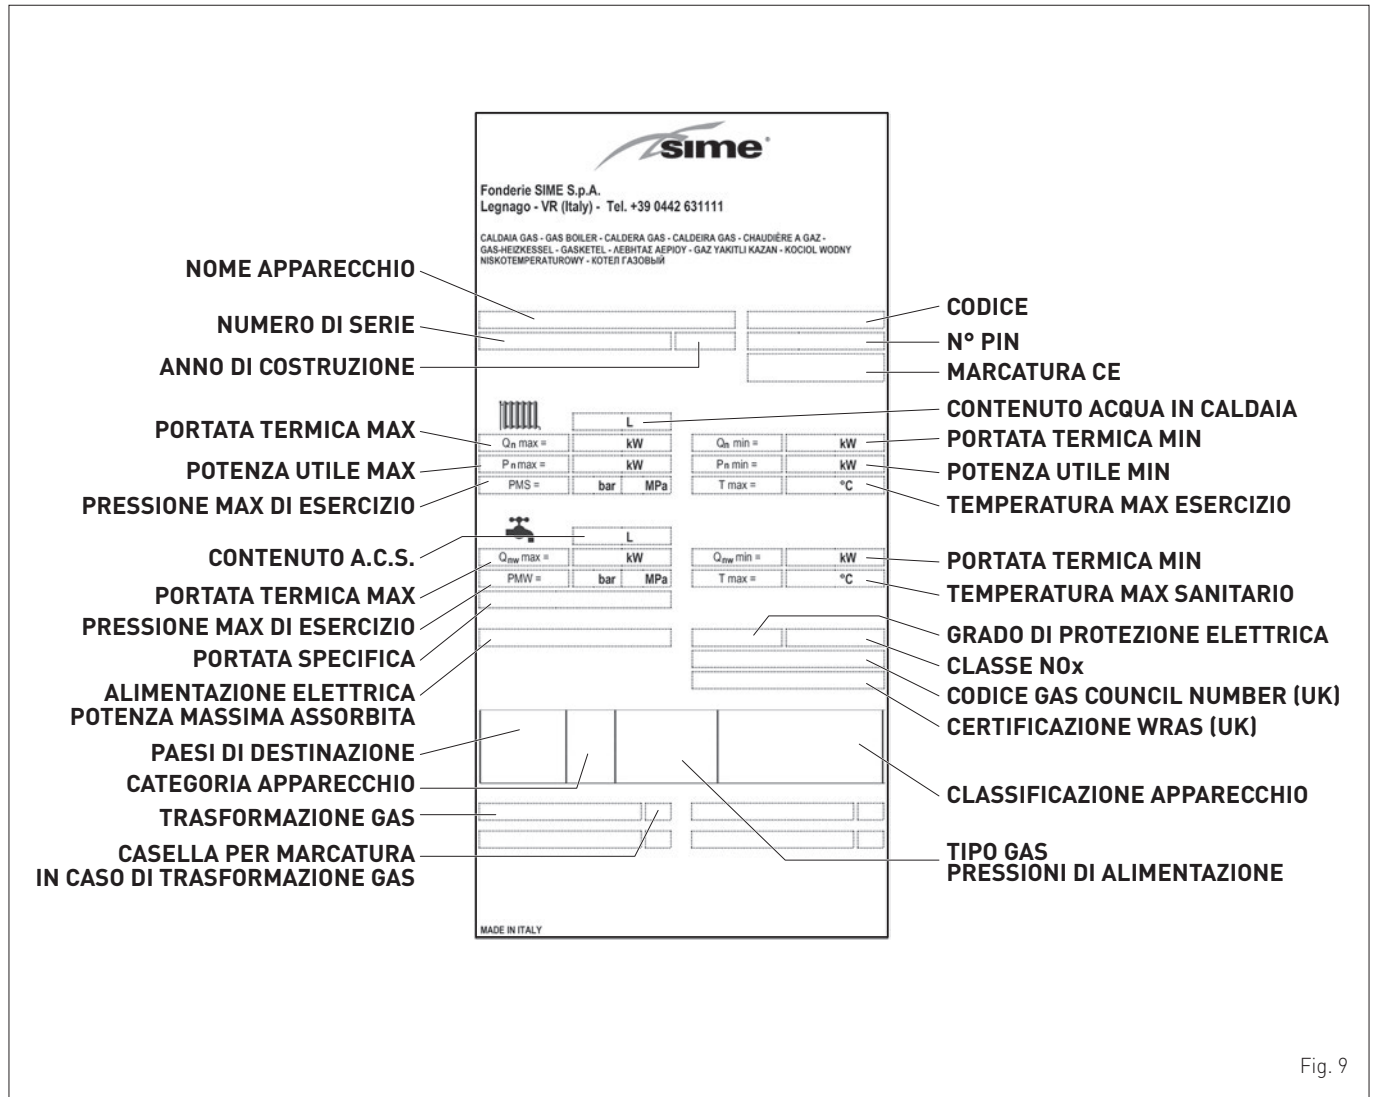 sime
Fonderie SIME S.p.A.
Legnago - VR (Italy) - Tel. +39 0442 631111
CALDAIA GAS - GAS BOILER - CALDERA GAS - CALDEIRA GAS - CHAUDIÈRE A GAZ -
GAS-HEIZKESSEL - GASKETEL - ΛΕΒΗΤΑΣ ΑΕΡΙΟΥ - GAZ YAKITLI KAZAN - KOCIOL WODNY
NISKOTEMPERATUROWY - КОТЕЛ ГАЗОВЫЙ
NOME APPARECCHIO
NUMERO DI SERIE
ANNO DI COSTRUZIONE
CODICE
N° PIN
MARCATURA CE
L
CONTENUTO ACQUA IN CALDAIA
PORTATA TERMICA MAX
Qn max = kW
Qn min = kW
PORTATA TERMICA MIN
POTENZA UTILE MAX
Pn max = kW
Pn min = kW
POTENZA UTILE MIN
PRESSIONE MAX DI ESERCIZIO
PMS = bar MPa
T max = °C
TEMPERATURA MAX ESERCIZIO
CONTENUTO A.C.S.
L
PORTATA TERMICA MAX
Qnw max = kW
Qnw min = kW
PORTATA TERMICA MIN
PRESSIONE MAX DI ESERCIZIO
PMW = bar MPa
T max = °C
TEMPERATURA MAX SANITARIO
PORTATA SPECIFICA
ALIMENTAZIONE ELETTRICA
POTENZA MASSIMA ASSORBITA
GRADO DI PROTEZIONE ELETTRICA
CLASSE NOx
CODICE GAS COUNCIL NUMBER (UK)
CERTIFICAZIONE WRAS (UK)
PAESI DI DESTINAZIONE
CATEGORIA APPARECCHIO
TRASFORMAZIONE GAS
CASELLA PER MARCATURA
IN CASO DI TRASFORMAZIONE GAS
CLASSIFICAZIONE APPARECCHIO
TIPO GAS
PRESSIONI DI ALIMENTAZIONE
MADE IN ITALY
Fig. 9